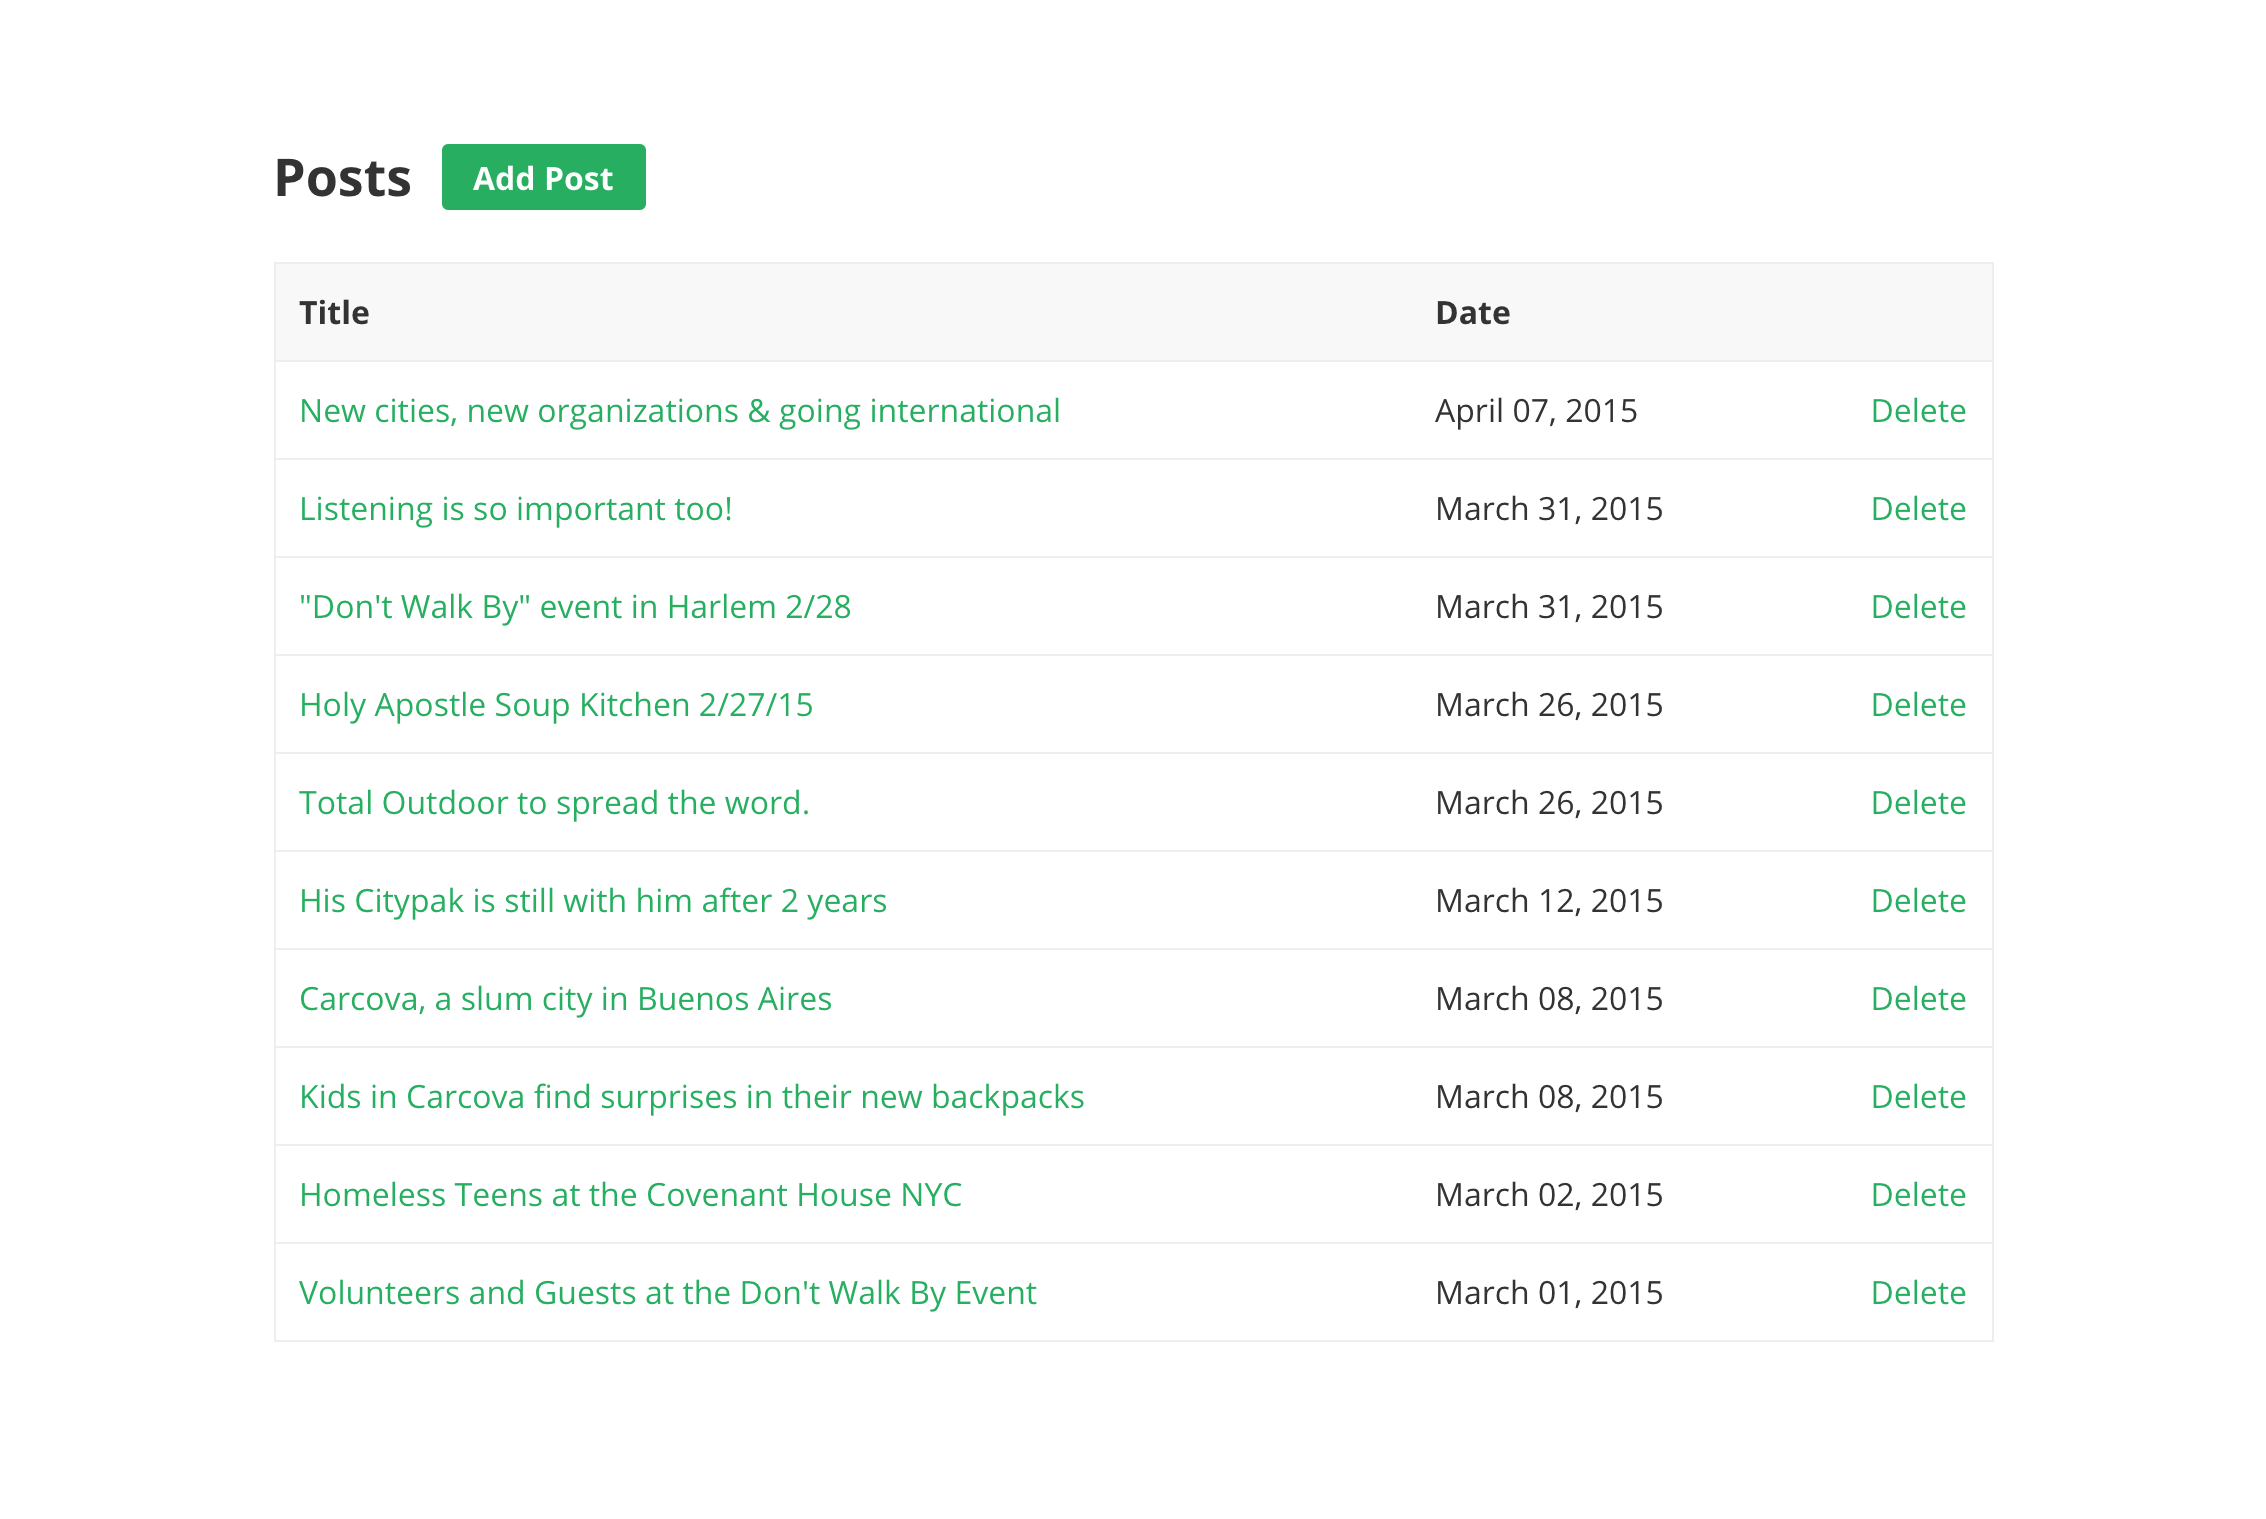 Posts Add Post
Title Date
New cities, new organizations & going international April 07, 2015 Delete
Listening is so important too! March 31, 2015 Delete
"Don't Walk By" event in Harlem 2/28 March 31, 2015 Delete
Holy Apostle Soup Kitchen 2/27/15 March 26, 2015 Delete
Total Outdoor to spread the word. March 26, 2015 Delete
His Citypak is still with him after 2 years March 12, 2015 Delete
Carcova, a slum city in Buenos Aires March 08, 2015 Delete
Kids in Carcova find surprises in their new backpacks March 08, 2015 Delete
Homeless Teens at the Covenant House NYC March 02, 2015 Delete
Volunteers and Guests at the Don't Walk By Event March 01, 2015 Delete